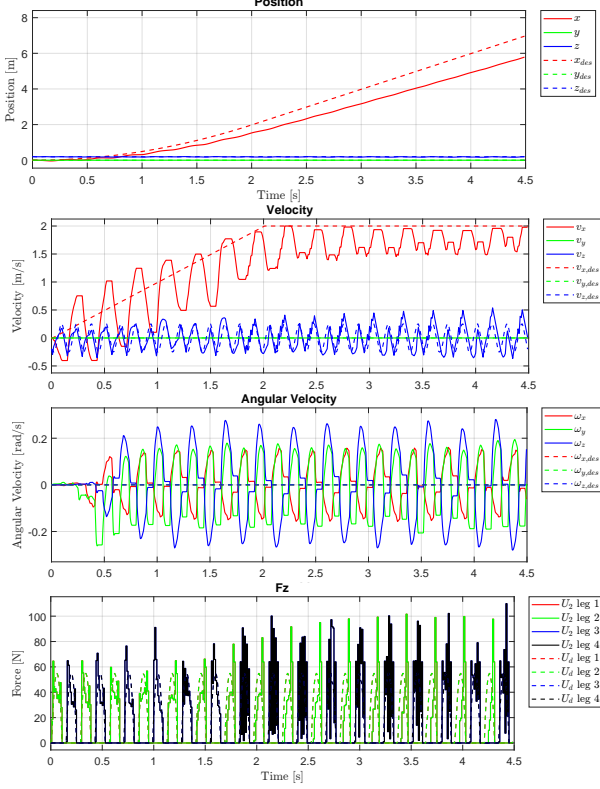 Position
8
6
4
2
0
Position [m]
0 0.5 1 1.5 2 2.5 3 3.5 4 4.5
Time [s]
x
y
z
x_des
y_des
z_des
Velocity
2
1.5
1
0.5
0
-0.5
Velocity [m/s]
0 0.5 1 1.5 2 2.5 3 3.5 4 4.5
v_x
v_y
v_z
v_x,des
v_y,des
v_z,des
Angular Velocity
0.2
0
-0.2
Angular Velocity [rad/s]
0 0.5 1 1.5 2 2.5 3 3.5 4 4.5
ω_x
ω_y
ω_z
ω_x,des
ω_y,des
ω_z,des
Fz
100
80
60
40
20
0
Force [N]
0 0.5 1 1.5 2 2.5 3 3.5 4 4.5
Time [s]
U_2 leg 1
U_2 leg 2
U_2 leg 3
U_2 leg 4
U_d leg 1
U_d leg 2
U_d leg 3
U_d leg 4